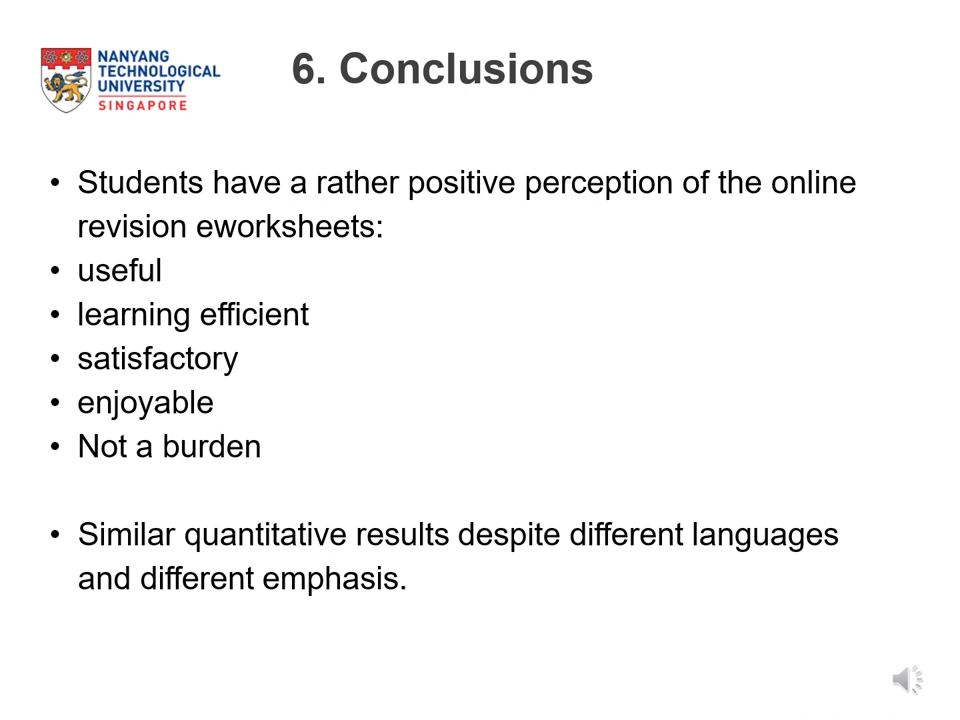 NANYANG
TECHNOLOGICAL
UNIVERSITY
SINGAPORE
6. Conclusions
• Students have a rather positive perception of the online
revision eworksheets:
• useful
• learning efficient
• satisfactory
• enjoyable
• Not a burden
• Similar quantitative results despite different languages
and different emphasis.